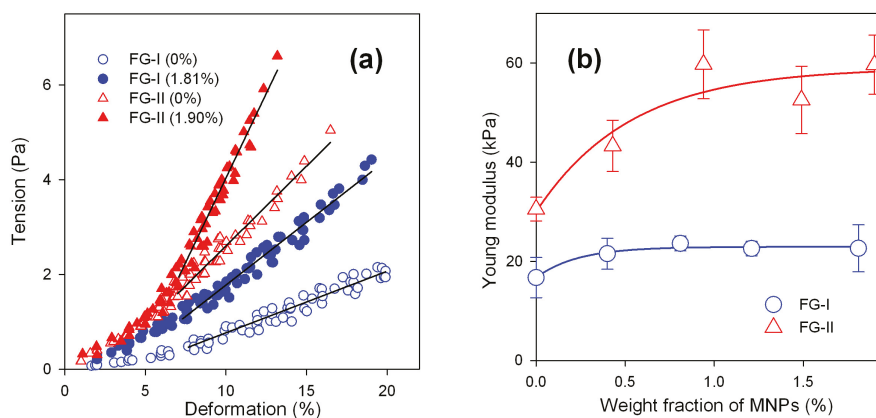 (a)
FG-I (0%)
FG-I (1.81%)
FG-II (0%)
FG-II (1.90%)
Tension (Pa)
6
4
2
0
0 5 10 15 20
Deformation (%)
(b)
Young modulus (kPa)
60
40
20
0
0.0 0.5 1.0 1.5
Weight fraction of MNPs (%)
FG-I
FG-II